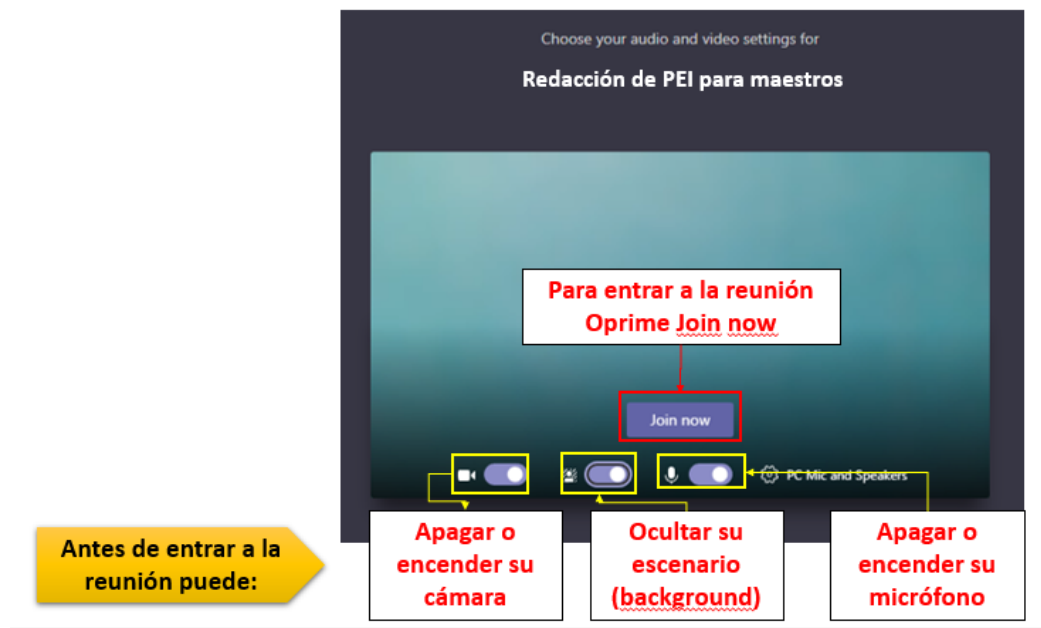 Choose your audio and video settings for
Redacción de PEI para maestros
Para entrar a la reunión
Oprime Join now
Join now
PC Mic and Speakers
Antes de entrar a la
reunión puede:
Apagar o
encender su
cámara
Ocultar su
escenario
(background)
Apagar o
encender su
micrófono